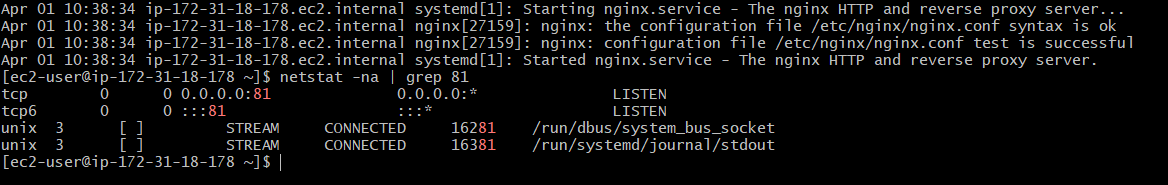 Apr 01 10:38:34 ip-172-31-18-178.ec2.internal systemd[1]: Starting nginx.service - The nginx HTTP and reverse proxy server...
Apr 01 10:38:34 ip-172-31-18-178.ec2.internal nginx[27159]: nginx: the configuration file /etc/nginx/nginx.conf syntax is ok
Apr 01 10:38:34 ip-172-31-18-178.ec2.internal nginx[27159]: nginx: configuration file /etc/nginx/nginx.conf test is successful
Apr 01 10:38:34 ip-172-31-18-178.ec2.internal systemd[1]: Started nginx.service - The nginx HTTP and reverse proxy server.
[ec2-user@ip-172-31-18-178 ~]$ netstat -na | grep 81
tcp        0      0 0.0.0.0:81              0.0.0.0:*               LISTEN
tcp6       0      0 :::81                   :::*                    LISTEN
unix  3      [ ]         STREAM     CONNECTED     16281    /run/dbus/system_bus_socket
unix  3      [ ]         STREAM     CONNECTED     16381    /run/systemd/journal/stdout
[ec2-user@ip-172-31-18-178 ~]$